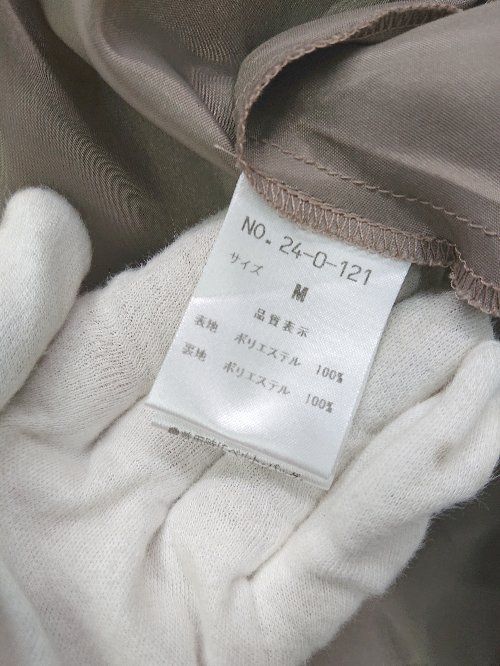 NO. 24-0-121
サイズ
M
品質表示
表地 ポリエステル 100%
裏地 ポリエステル 100%